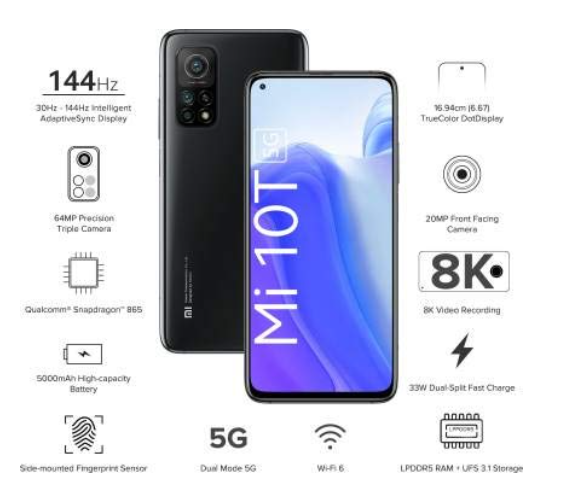 144Hz
30Hz - 144Hz Intelligent
AdaptiveSync Display
64MP Precision
Triple Camera
Qualcomm® Snapdragon™ 865
5000mAh High-capacity
Battery
Side-mounted Fingerprint Sensor
Mi 10T 5G
16.94cm (6.67)
TrueColor DotDisplay
20MP Front Facing
Camera
8K
8K Video Recording
33W Dual-Split Fast Charge
5G
Dual Mode 5G
Wi-Fi 6
LPDDR5
LPDDR5 RAM + UFS 3.1 Storage